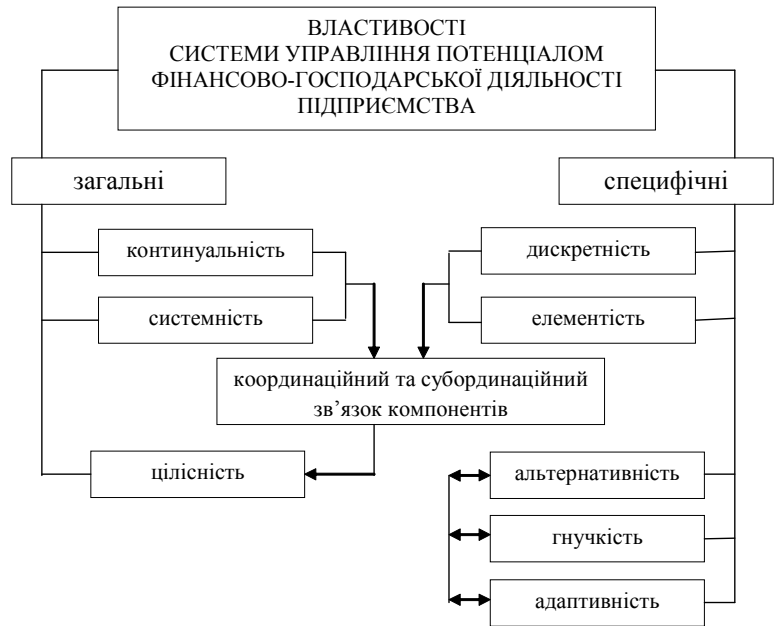 ВЛАСТИВОСТІ
СИСТЕМИ УПРАВЛІННЯ ПОТЕНЦІАЛОМ
ФІНАНСОВО-ГОСПОДАРСЬКОЇ ДІЯЛЬНОСТІ
ПІДПРИЄМСТВА
загальні
специфічні
континуальність
дискретність
системність
елементість
координаційний та субординаційний
зв’язок компонентів
цілісність
альтернативність
гнучкість
адаптивність